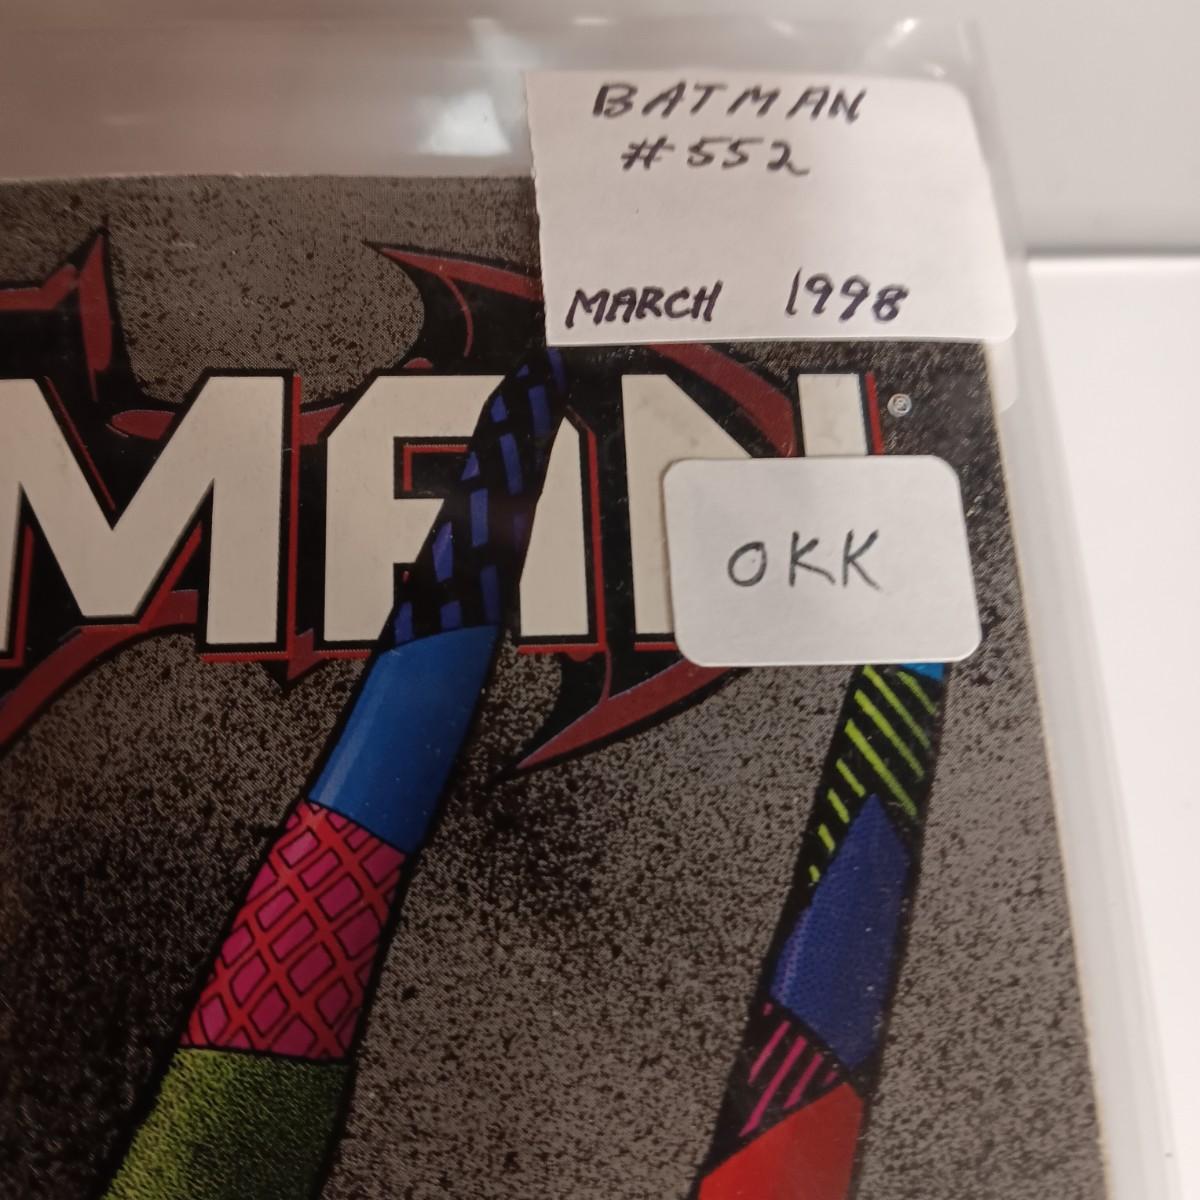 BATMAN
#552
MARCH 1998
MAN®
OKK